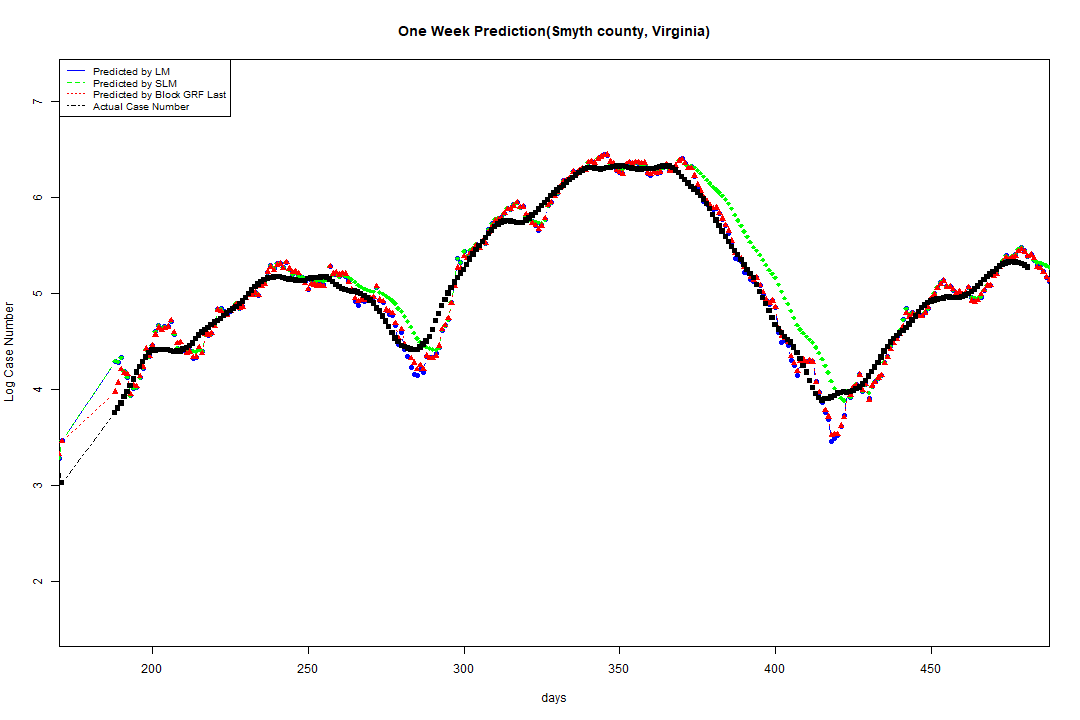 One Week Prediction(Smyth county, Virginia)
Predicted by LM
Predicted by SLM
Predicted by Block GRF Last
Actual Case Number
Log Case Number
7
6
5
4
3
2
200 250 300 350 400 450
days